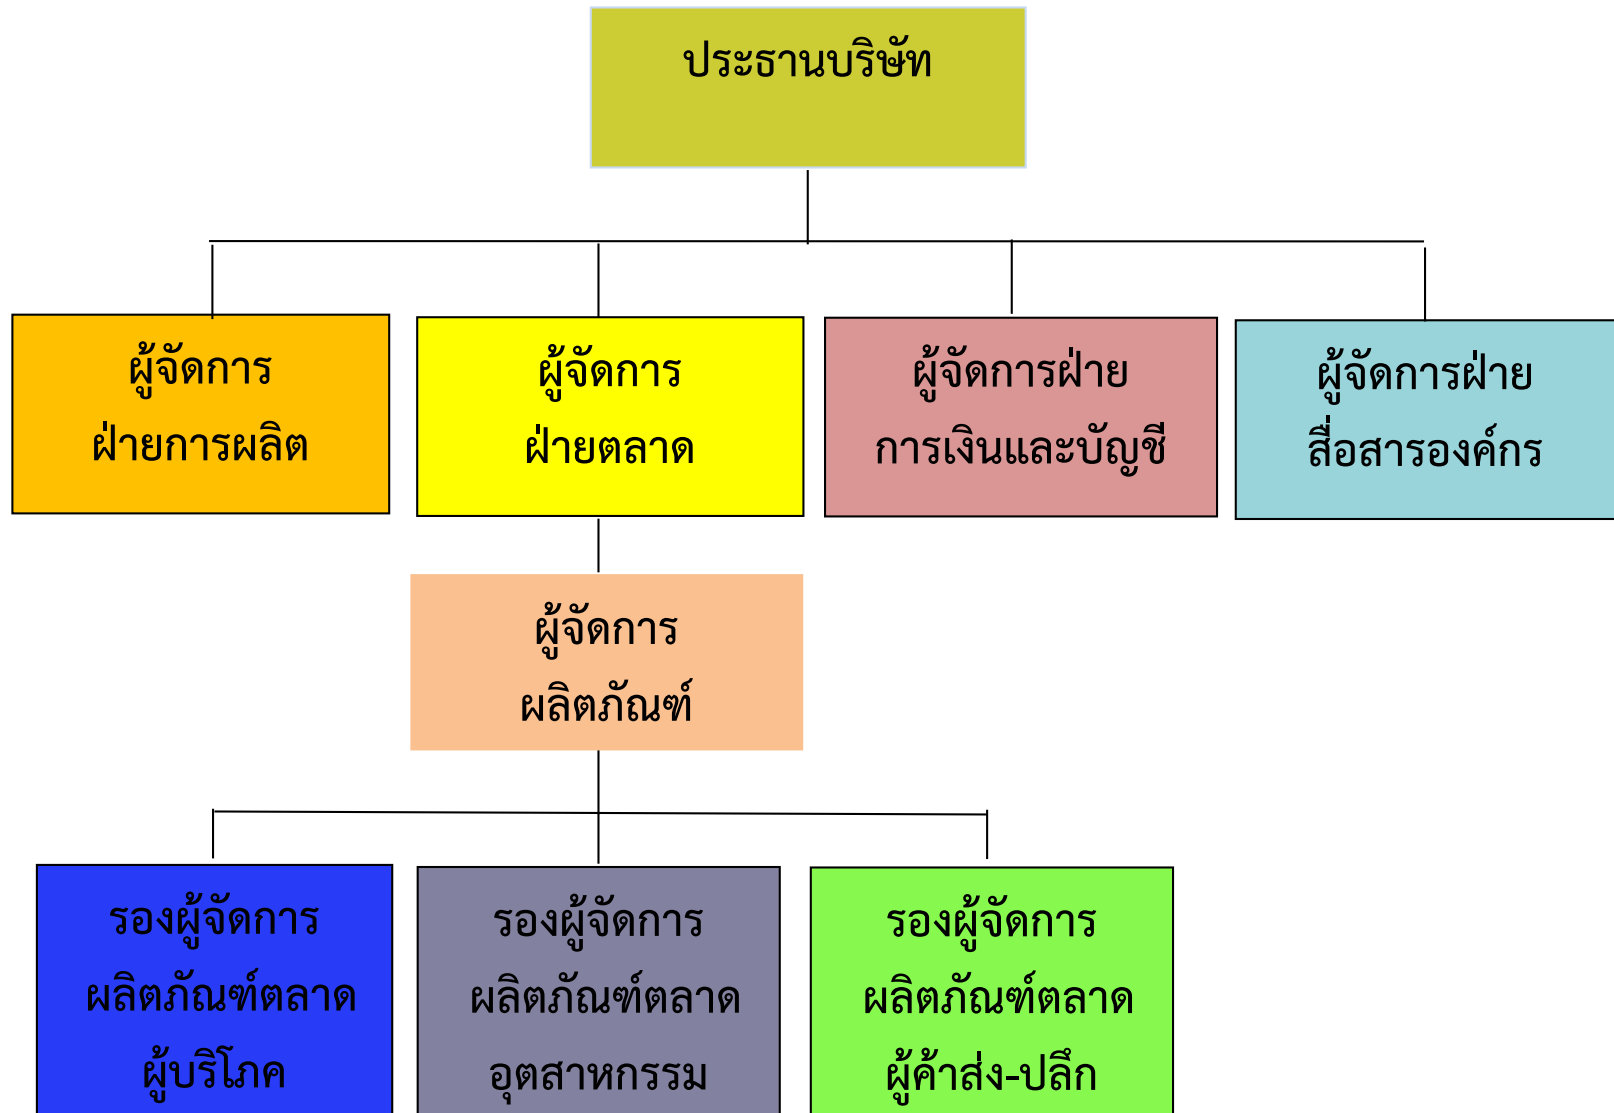 ประธานบริษัท
ผู้จัดการ
ฝ่ายการผลิต
ผู้จัดการ
ฝ่ายตลาด
ผู้จัดการฝ่าย
การเงินและบัญชี
ผู้จัดการฝ่าย
สื่อสารองค์กร
ผู้จัดการ
ผลิตภัณฑ์
รองผู้จัดการ
ผลิตภัณฑ์ตลาด
ผู้บริโภค
รองผู้จัดการ
ผลิตภัณฑ์ตลาด
อุตสาหกรรม
รองผู้จัดการ
ผลิตภัณฑ์ตลาด
ผู้ค้าส่ง-ปลีก